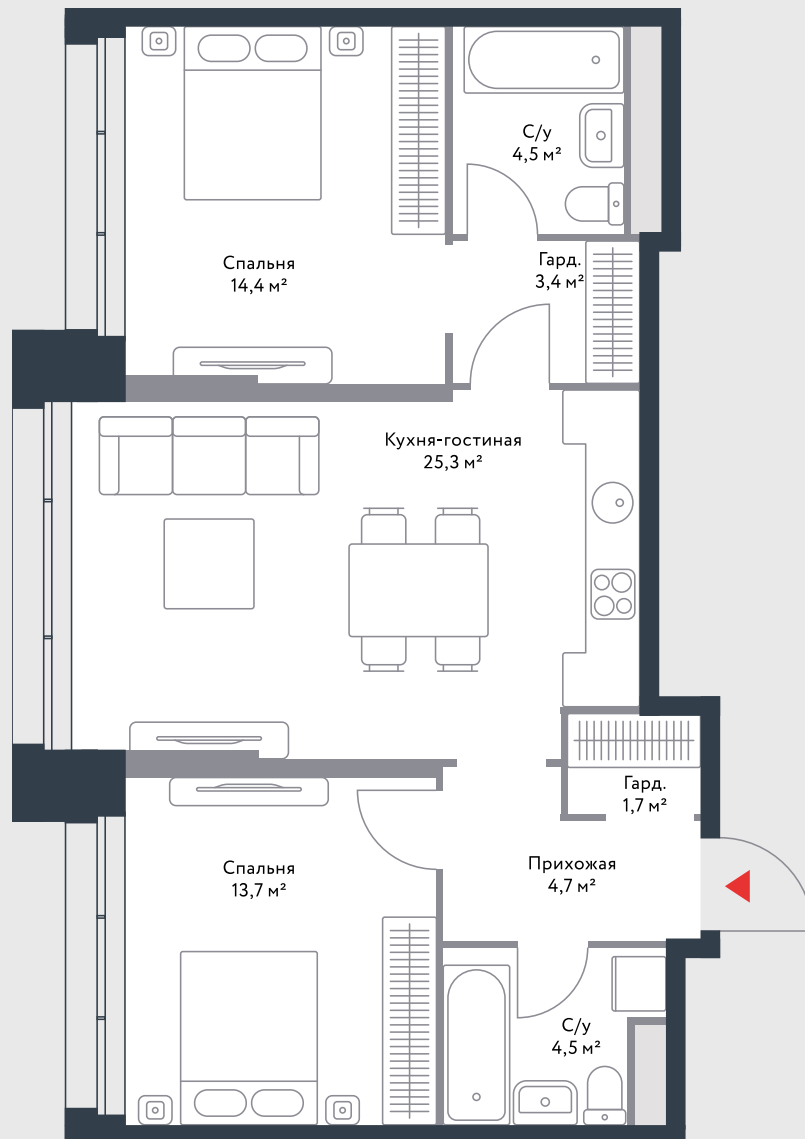 С/у
4,5 м²
Спальня
14,4 м²
Гард.
3,4 м²
Кухня-гостиная
25,3 м²
Гард.
1,7 м²
Спальня
13,7 м²
Прихожая
4,7 м²
С/у
4,5 м²